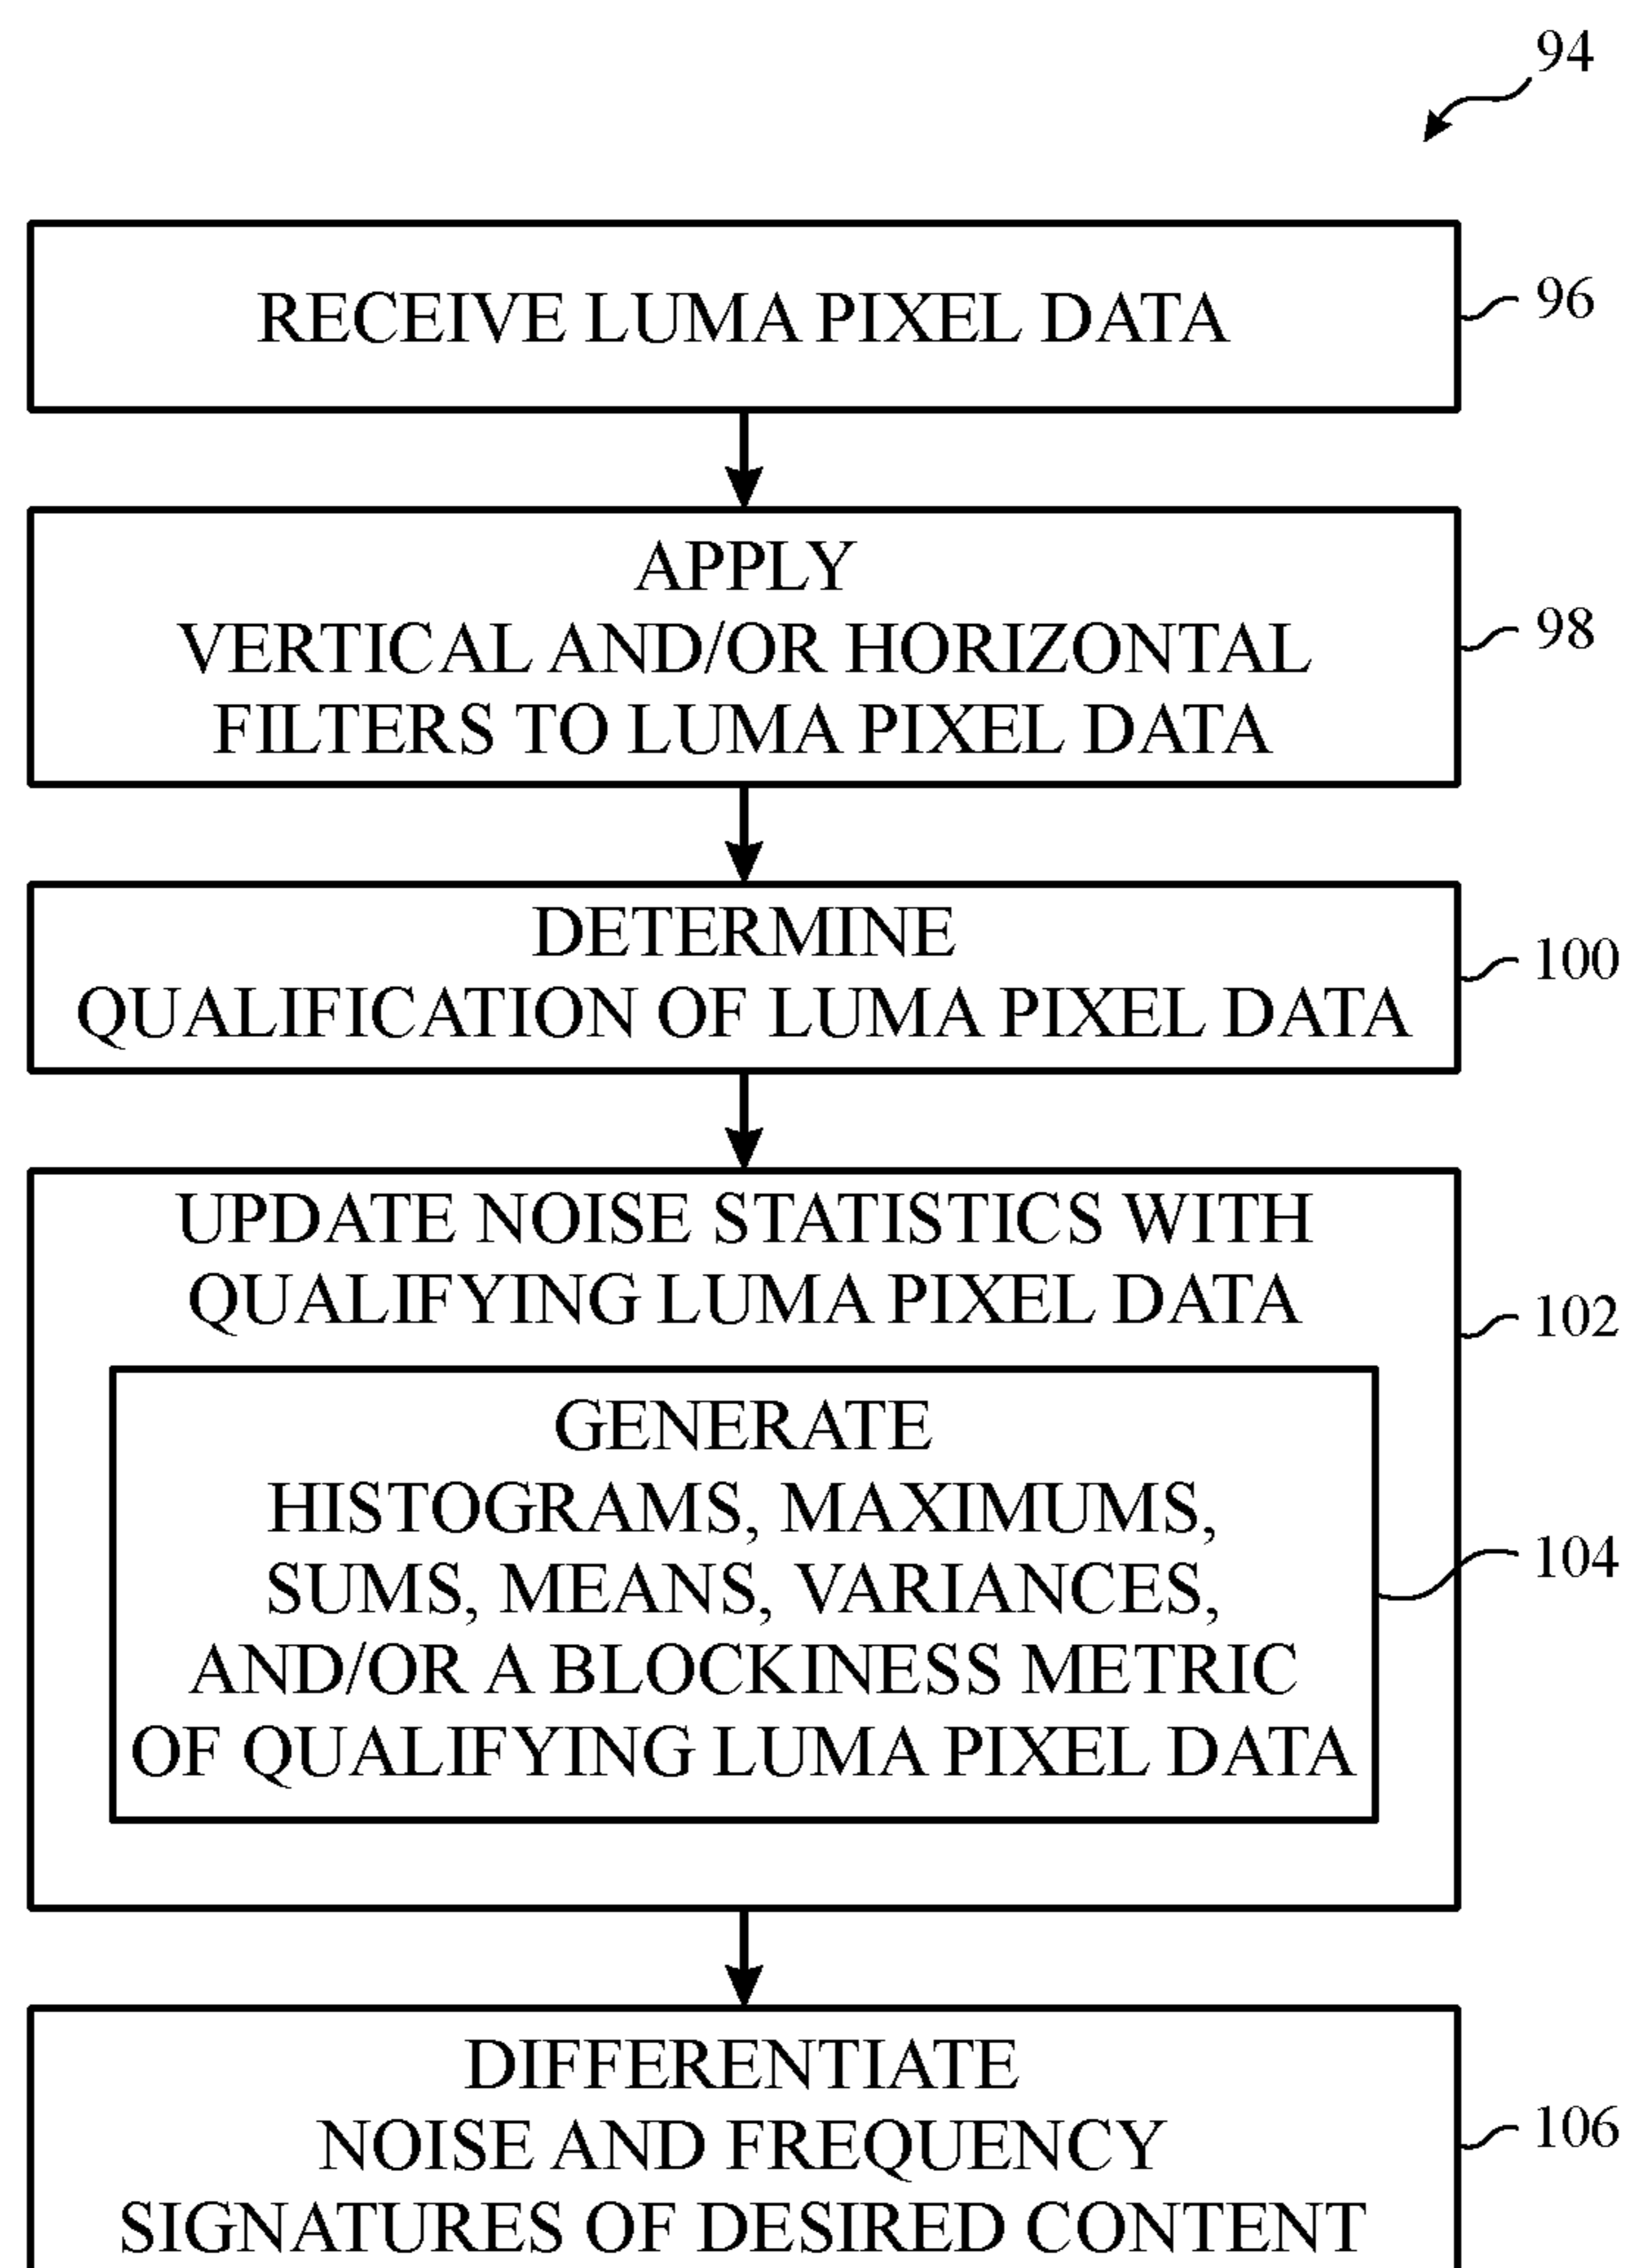 94
RECEIVE LUMA PIXEL DATA
96
APPLY
VERTICAL AND/OR HORIZONTAL
FILTERS TO LUMA PIXEL DATA
98
DETERMINE
QUALIFICATION OF LUMA PIXEL DATA
100
UPDATE NOISE STATISTICS WITH
QUALIFYING LUMA PIXEL DATA
102
GENERATE
HISTOGRAMS, MAXIMUMS,
SUMS, MEANS, VARIANCES,
AND/OR A BLOCKINESS METRIC
OF QUALIFYING LUMA PIXEL DATA
104
DIFFERENTIATE
NOISE AND FREQUENCY
SIGNATURES OF DESIRED CONTENT
106